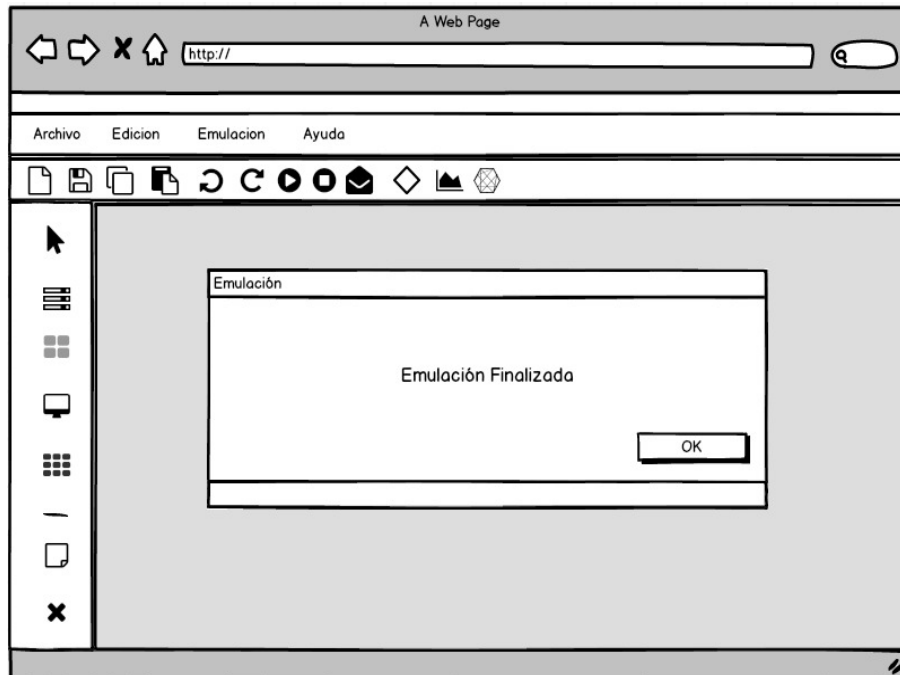 A Web Page
http://
Archivo Edicion Emulacion Ayuda
Emulación
Emulación Finalizada
OK